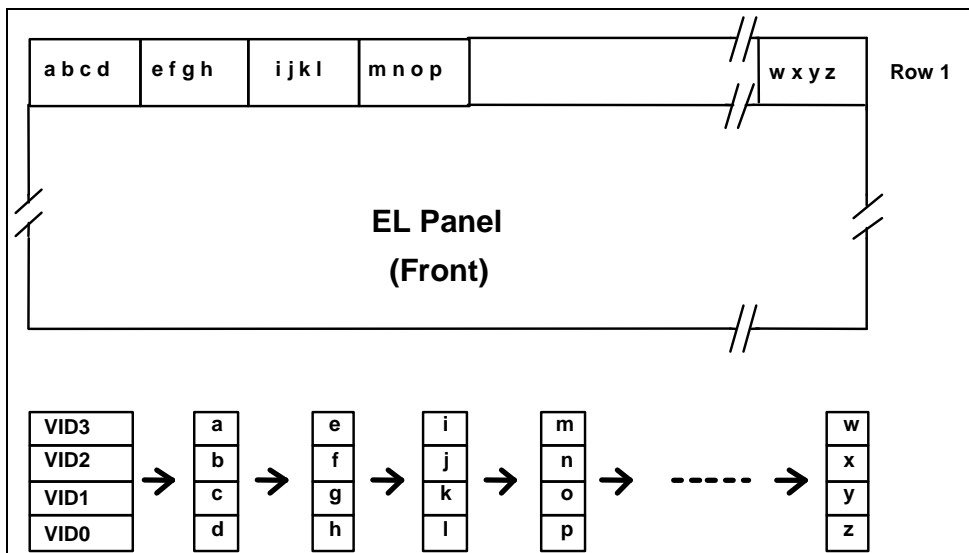 a b c d e f g h i j k l m n o p w x y z Row 1
EL Panel
(Front)
VID3 a e i m w
VID2 b f j n x
VID1 c g k o y
VID0 d h l p z